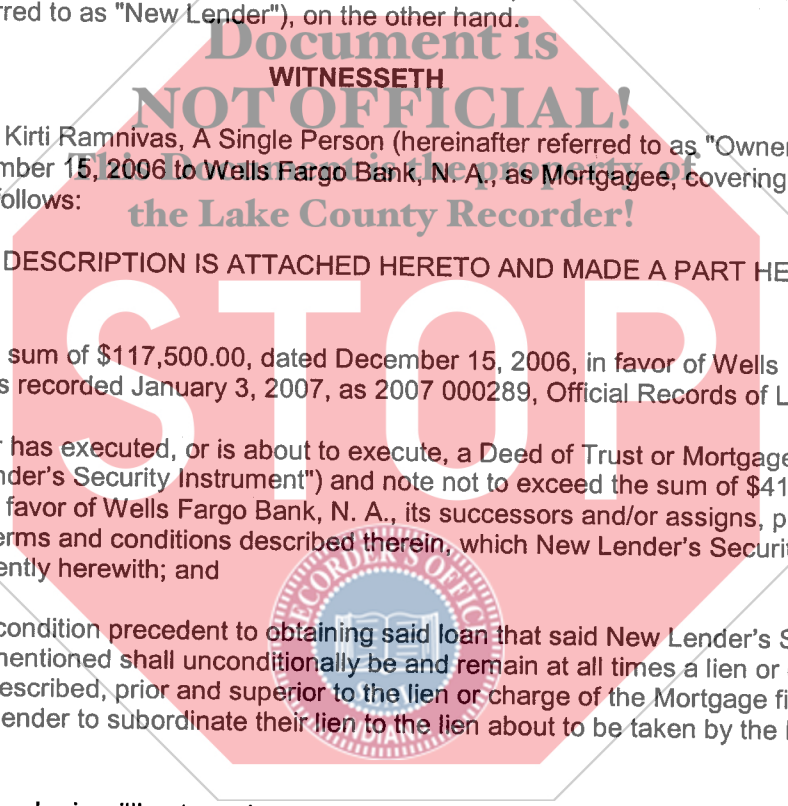 rred to as "New Lender"), on the other hand.
Document is
WITNESSETH
NOT OFFICIAL!
Kirti Ramnivas, A Single Person (hereinafter referred to as "Owner
This Document is the property of
mber 15, 2006 to Wells Fargo Bank, N. A., as Mortgagee, covering
ollows:
the Lake County Recorder!
DESCRIPTION IS ATTACHED HERETO AND MADE A PART HE
STOP
sum of $117,500.00, dated December 15, 2006, in favor of Wells
s recorded January 3, 2007, as 2007 000289, Official Records of L
r has executed, or is about to execute, a Deed of Trust or Mortgage
nder's Security Instrument") and note not to exceed the sum of $41
favor of Wells Fargo Bank, N. A., its successors and/or assigns, p
erms and conditions described therein, which New Lender's Securit
ently herewith; and
RECORDER'S OFFICE
condition precedent to obtaining said loan that said New Lender's S
mentioned shall unconditionally be and remain at all times a lien or
escribed, prior and superior to the lien or charge of the Mortgage fi
ender to subordinate their lien to the lien about to be taken by the
INDIANA